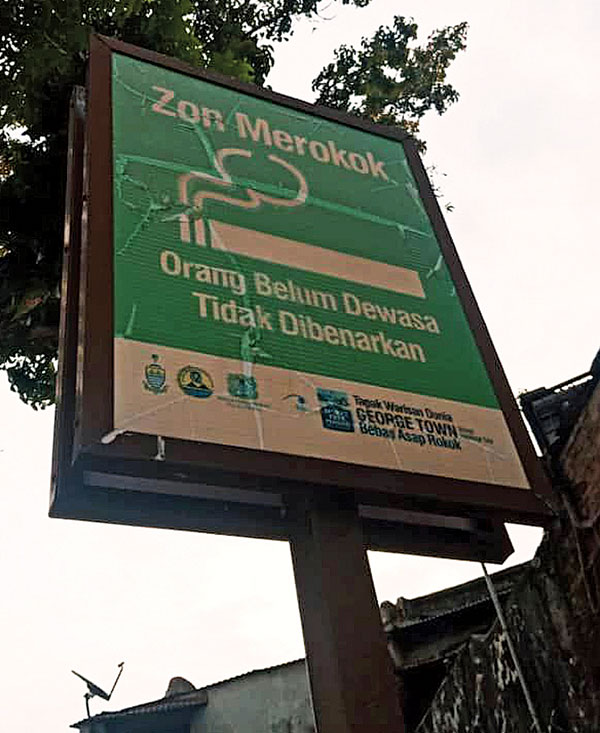 Zon Merokok
Orang Belum Dewasa
Tidak Dibenarkan
Tapak Warisan Dunia
GEORGE TOWN
Bebas Asap Rokok